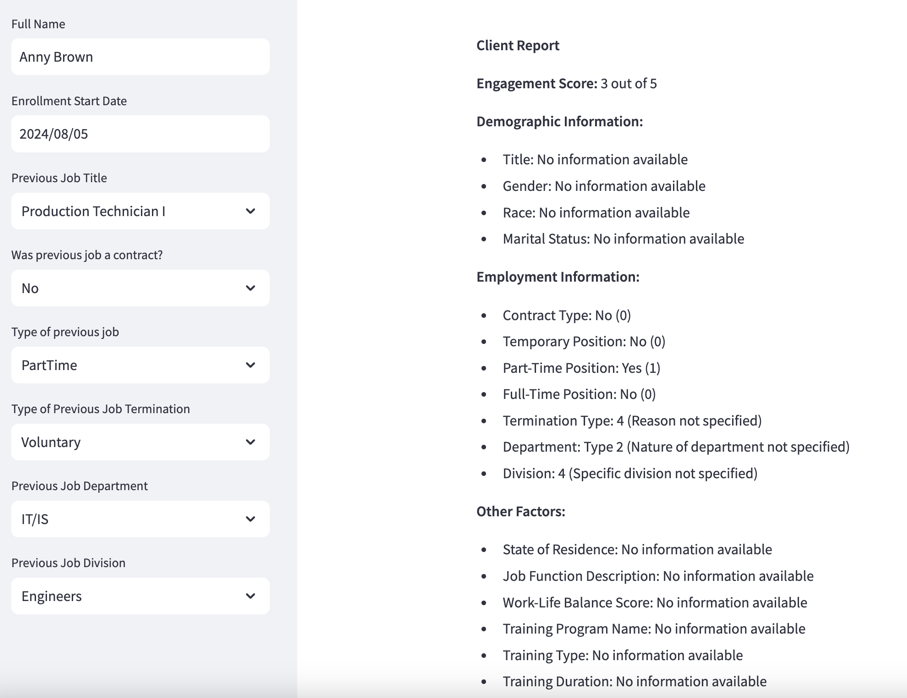 Full Name
Anny Brown
Enrollment Start Date
2024/08/05
Previous Job Title
Production Technician I
Was previous job a contract?
No
Type of previous job
PartTime
Type of Previous Job Termination
Voluntary
Previous Job Department
IT/IS
Previous Job Division
Engineers
Client Report
Engagement Score: 3 out of 5
Demographic Information:
• Title: No information available
• Gender: No information available
• Race: No information available
• Marital Status: No information available
Employment Information:
• Contract Type: No (0)
• Temporary Position: No (0)
• Part-Time Position: Yes (1)
• Full-Time Position: No (0)
• Termination Type: 4 (Reason not specified)
• Department: Type 2 (Nature of department not specified)
• Division: 4 (Specific division not specified)
Other Factors:
• State of Residence: No information available
• Job Function Description: No information available
• Work-Life Balance Score: No information available
• Training Program Name: No information available
• Training Type: No information available
• Training Duration: No information available